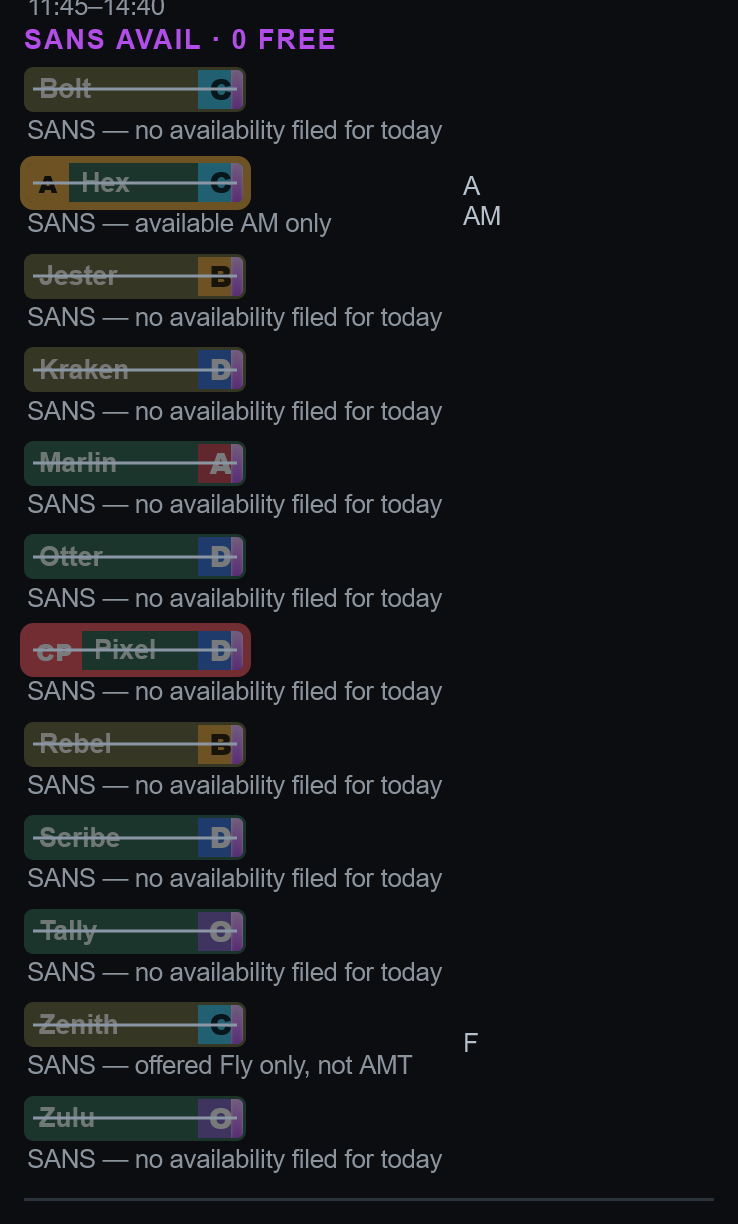 11:45–14:40
SANS AVAIL · 0 FREE
Bolt C
SANS — no availability filed for today
A Hex C
SANS — available AM only
A
AM
Jester B
SANS — no availability filed for today
Kraken D
SANS — no availability filed for today
Marlin A
SANS — no availability filed for today
Otter D
SANS — no availability filed for today
CP Pixel D
SANS — no availability filed for today
Rebel B
SANS — no availability filed for today
Scribe D
SANS — no availability filed for today
Tally O
SANS — no availability filed for today
Zenith C
SANS — offered Fly only, not AMT
F
Zulu O
SANS — no availability filed for today